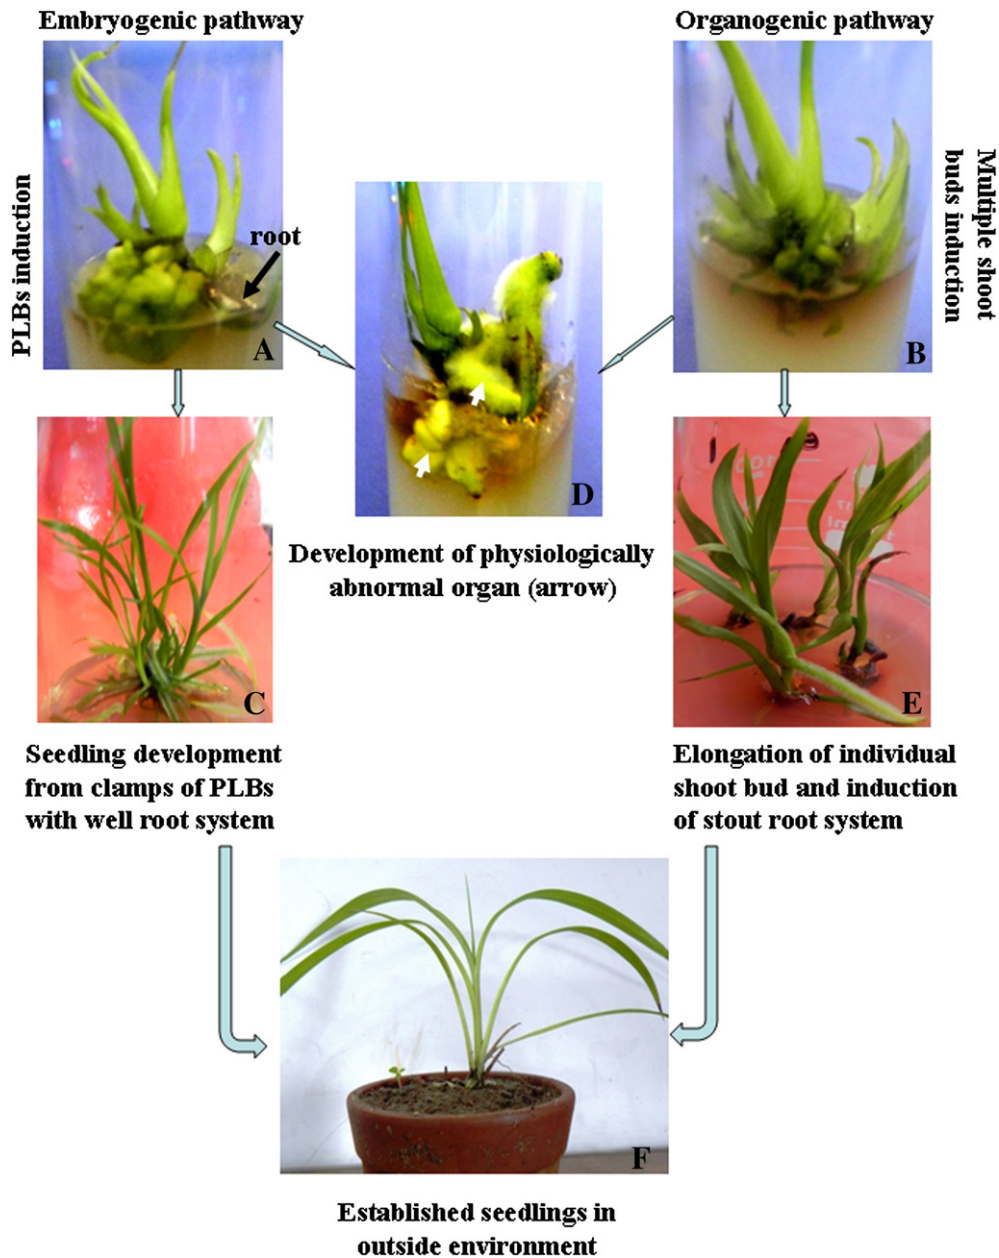 Embryogenic pathway
Organogenic pathway
PLBs induction
root
A
Multiple shoot
buds induction
B
D
Development of physiologically
abnormal organ (arrow)
C
E
Seedling development
from clamps of PLBs
with well root system
Elongation of individual
shoot bud and induction
of stout root system
F
Established seedlings in
outside environment